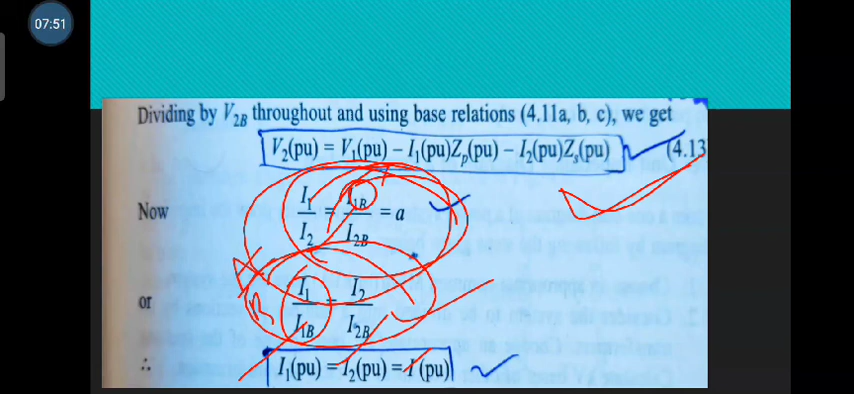 07:51
Dividing by V₂B throughout and using base relations (4.11a, b, c), we get
V₂(pu) = V₁(pu) − I₁(pu)Zₚ(pu) − I₂(pu)Zₛ(pu) (4.13
Now I₁/I₂ = I₁B/I₂B = a
or I₁/I₁B = I₂/I₂B
∴ I₁(pu) = I₂(pu) = I (pu)